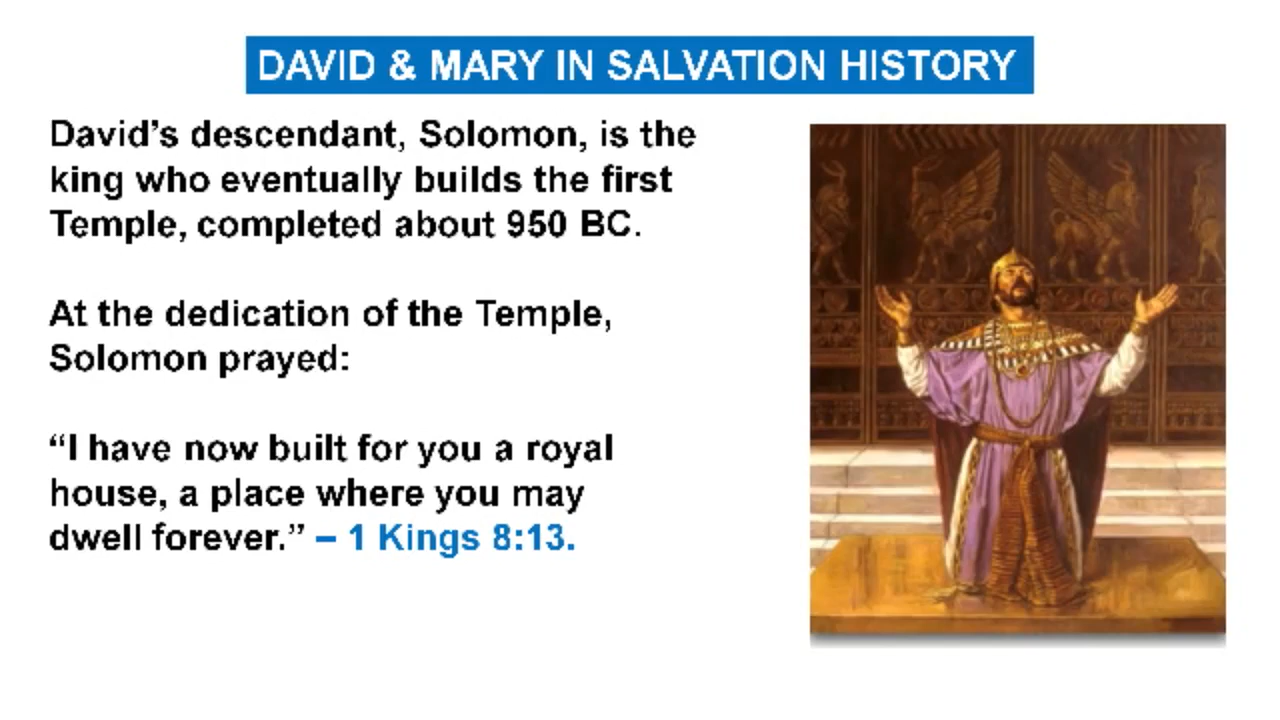 DAVID & MARY IN SALVATION HISTORY
David’s descendant, Solomon, is the
king who eventually builds the first
Temple, completed about 950 BC.
At the dedication of the Temple,
Solomon prayed:
“I have now built for you a royal
house, a place where you may
dwell forever.” – 1 Kings 8:13.